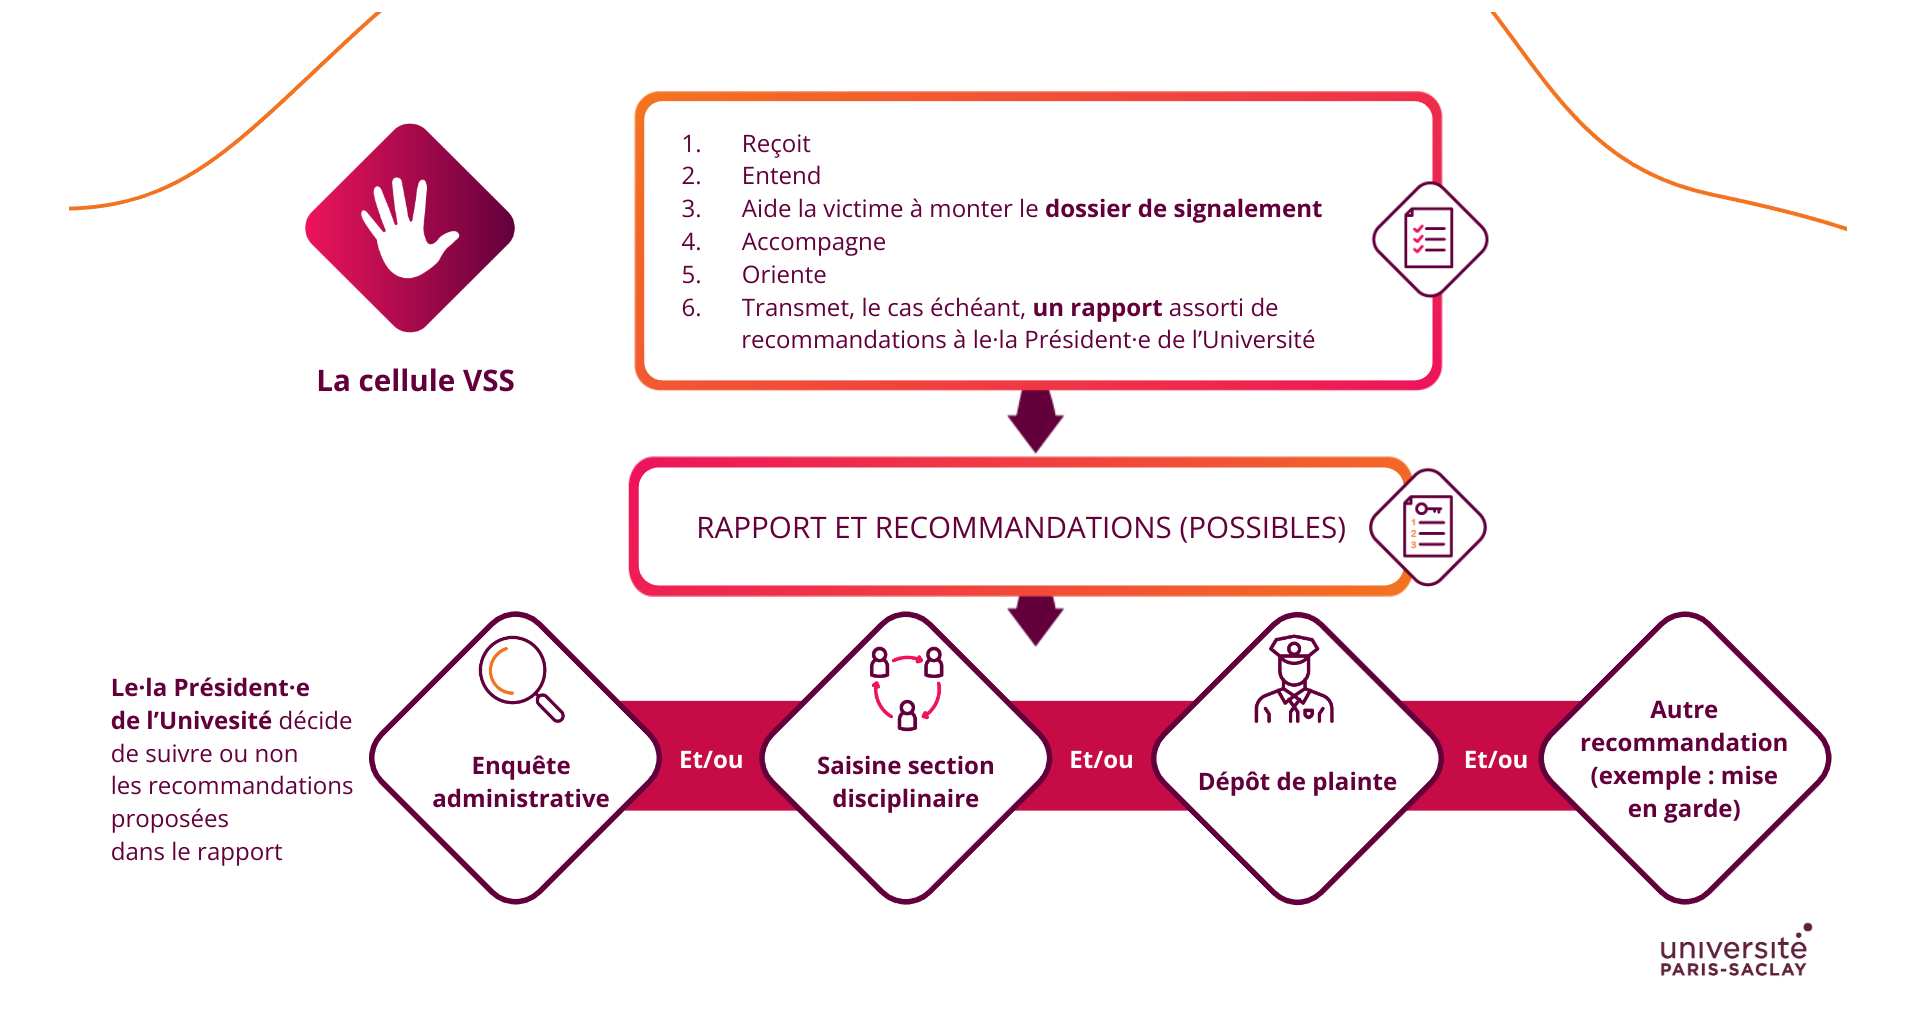 La cellule VSS
1. Reçoit
2. Entend
3. Aide la victime à monter le dossier de signalement
4. Accompagne
5. Oriente
6. Transmet, le cas échéant, un rapport assorti de
recommandations à le·la Président·e de l’Université
RAPPORT ET RECOMMANDATIONS (POSSIBLES)
1
2
3
Le·la Président·e
de l’Univesité décide
de suivre ou non
les recommandations
proposées
dans le rapport
Enquête
administrative
Et/ou
Saisine section
disciplinaire
Et/ou
Dépôt de plainte
Et/ou
Autre
recommandation
(exemple : mise
en garde)
université
PARIS-SACLAY